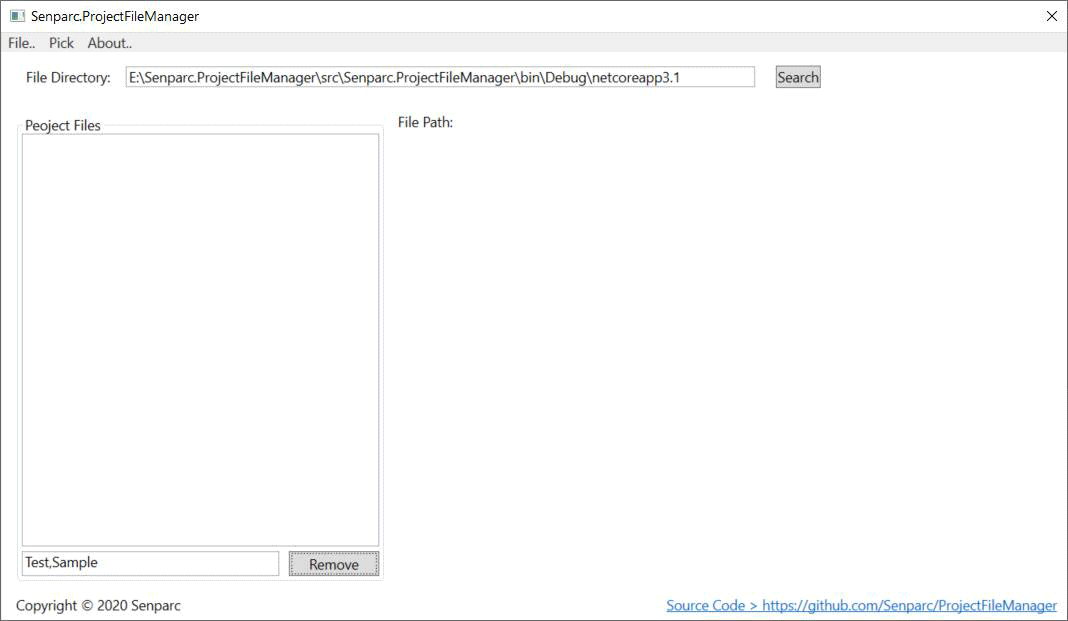 Senparc.ProjectFileManager
File.. Pick About..
File Directory: E:\Senparc.ProjectFileManager\src\Senparc.ProjectFileManager\bin\Debug\netcoreapp3.1 Search
Peoject Files
File Path:
Test,Sample Remove
Copyright © 2020 Senparc Source Code > https://github.com/Senparc/ProjectFileManager